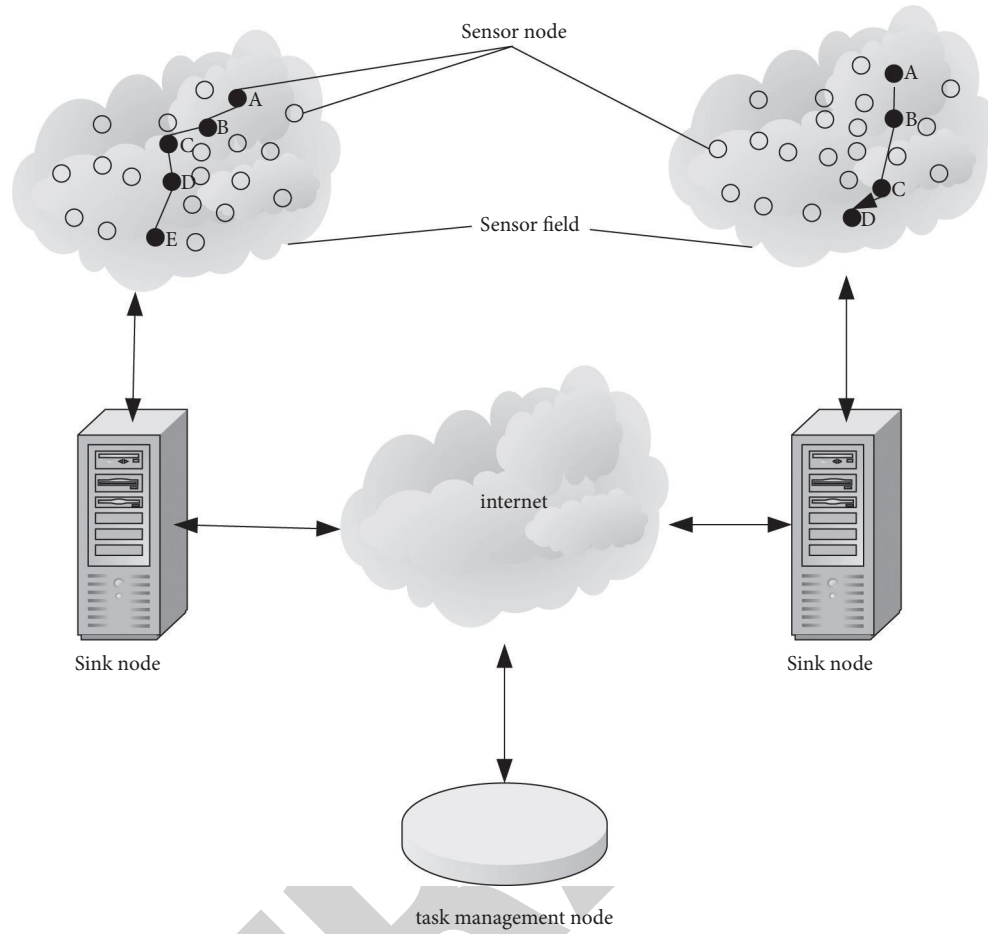 Sensor node
A
B
C
D
E
A
B
C
D
Sensor field
internet
Sink node
Sink node
task management node